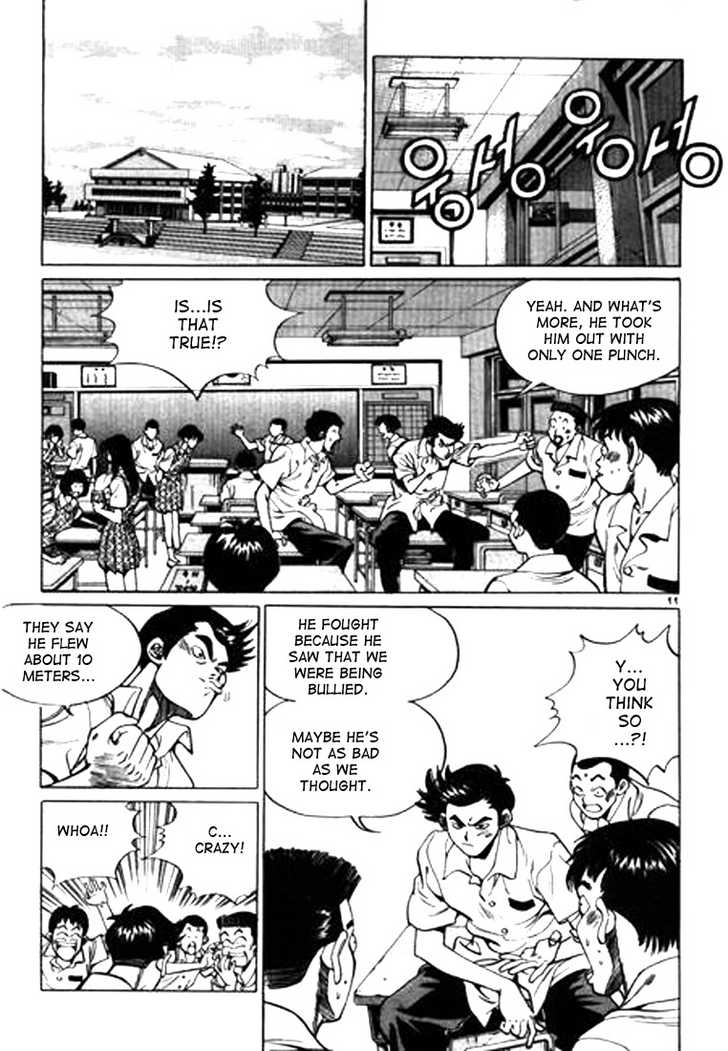 웅성웅성
IS...IS
THAT
TRUE!?
YEAH. AND WHAT'S
MORE, HE TOOK
HIM OUT WITH
ONLY ONE PUNCH.
THEY SAY
HE FLEW
ABOUT 10
METERS...
WHOA!!
C...
CRAZY!
HE FOUGHT
BECAUSE HE
SAW THAT WE
WERE BEING
BULLIED.
MAYBE HE'S
NOT AS BAD
AS WE
THOUGHT.
Y...
YOU
THINK
SO
...?!